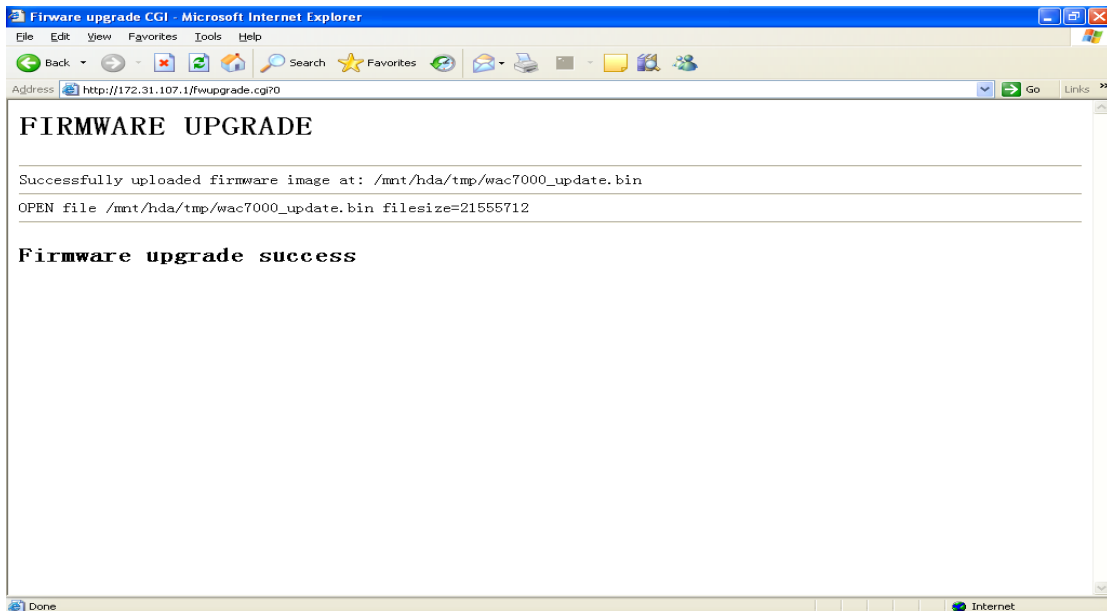 Firware upgrade CGI - Microsoft Internet Explorer
File Edit View Favorites Tools Help
Back Search Favorites
Address http://172.31.107.1/fwupgrade.cgi?0 Go Links »
FIRMWARE UPGRADE
Successfully uploaded firmware image at: /mnt/hda/tmp/wac7000_update.bin
OPEN file /mnt/hda/tmp/wac7000_update.bin filesize=21555712
Firmware upgrade success
Done Internet